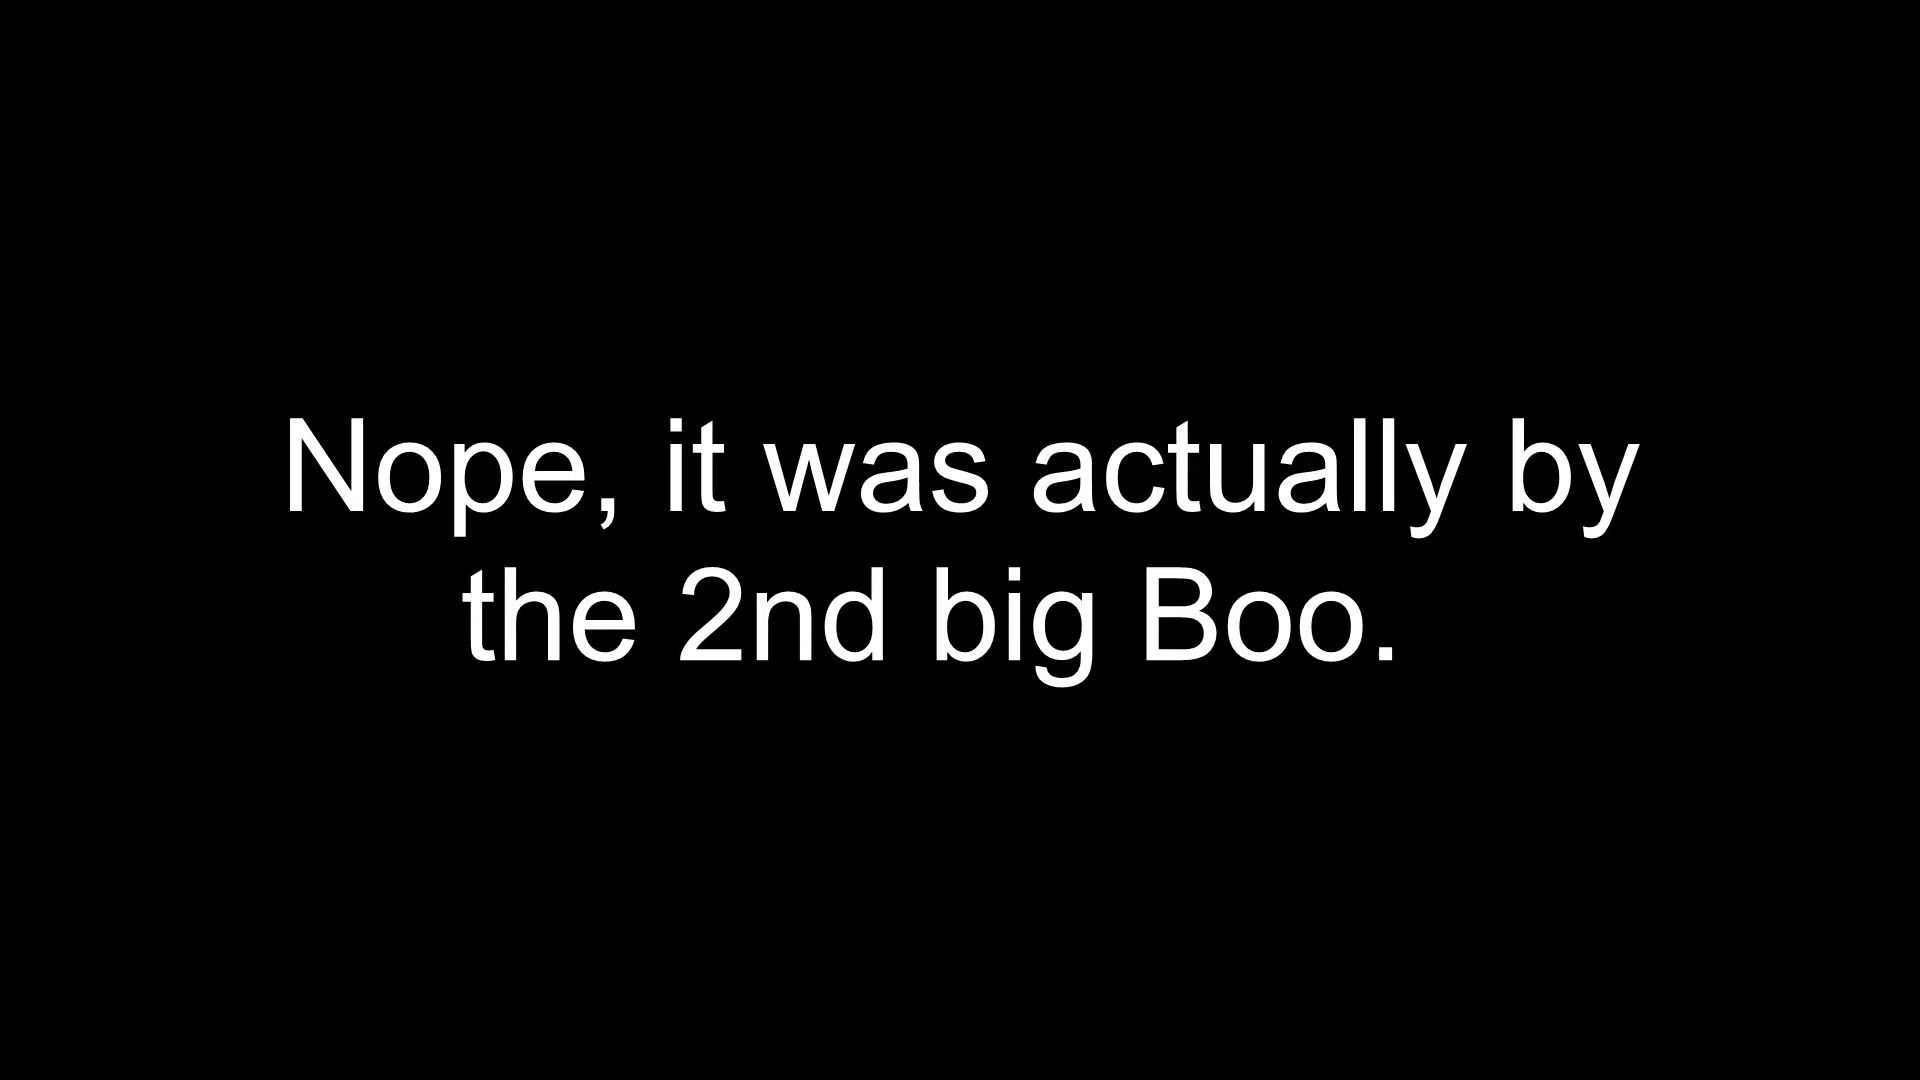 Nope, it was actually by
the 2nd big Boo.